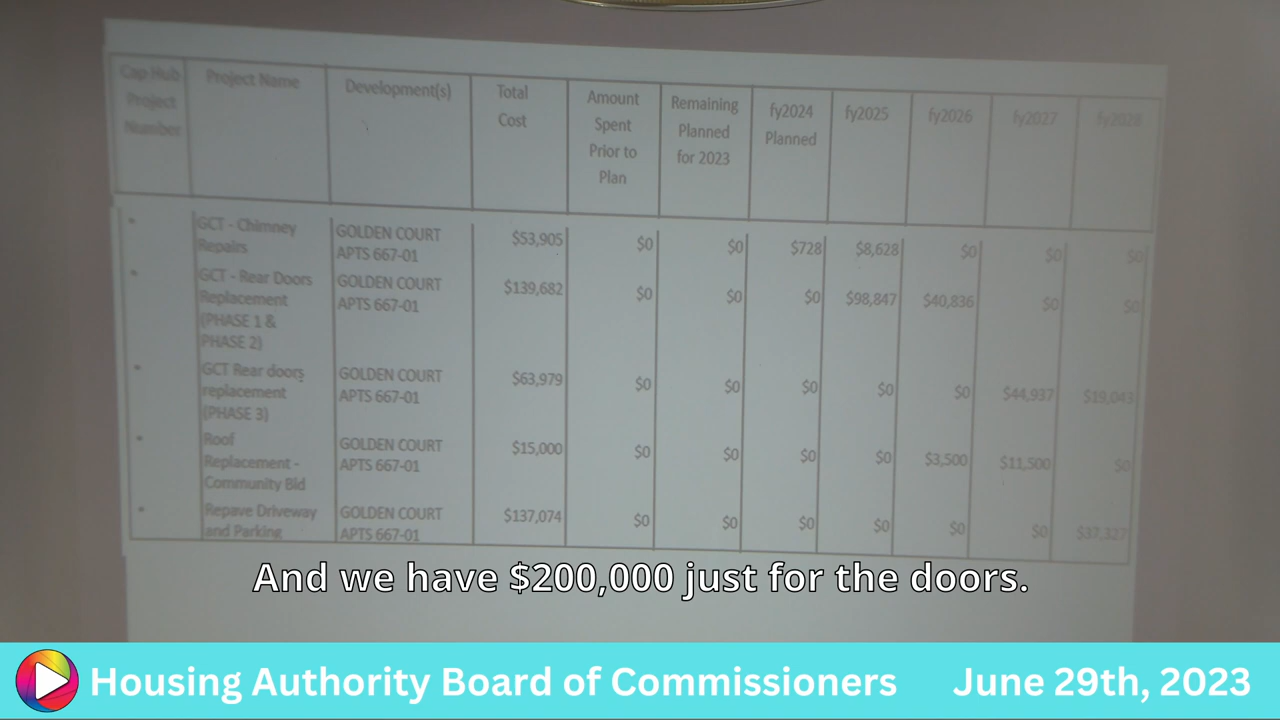 Cap Hub Project Number | Project Name | Development(s) | Total Cost | Amount Spent Prior to Plan | Remaining Planned for 2023 | fy2024 Planned | fy2025 | fy2026 | fy2027 | fy2028
• GCT - Chimney Repairs | GOLDEN COURT APTS 667-01 | $53,905 | $0 | $0 | $728 | $8,628 | $0 | $0 | $0
• GCT - Rear Doors Replacement (PHASE 1 & PHASE 2) | GOLDEN COURT APTS 667-01 | $139,682 | $0 | $0 | $0 | $98,847 | $40,836 | $0 | $0
• GCT Rear doors replacement (PHASE 3) | GOLDEN COURT APTS 667-01 | $63,979 | $0 | $0 | $0 | $0 | $0 | $44,937 | $19,043
• Roof Replacement - Community Bld | GOLDEN COURT APTS 667-01 | $15,000 | $0 | $0 | $0 | $0 | $3,500 | $11,500 | $0
• Repave Driveway and Parking | GOLDEN COURT APTS 667-01 | $137,074 | $0 | $0 | $0 | $0 | $0 | $0 | $37,327
And we have $200,000 just for the doors.
Housing Authority Board of Commissioners June 29th, 2023